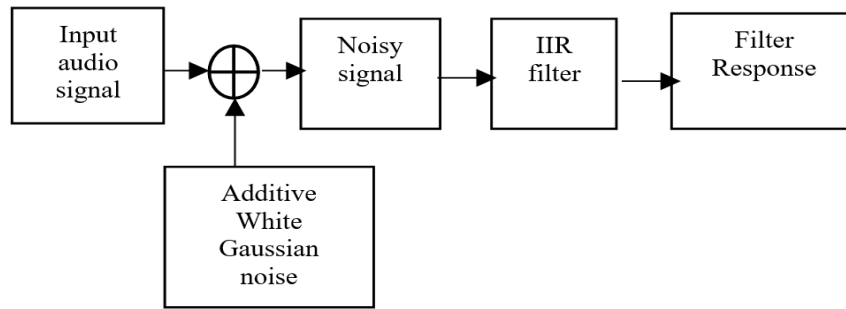 Input
audio
signal
Noisy
signal
IIR
filter
Filter
Response
Additive
White
Gaussian
noise